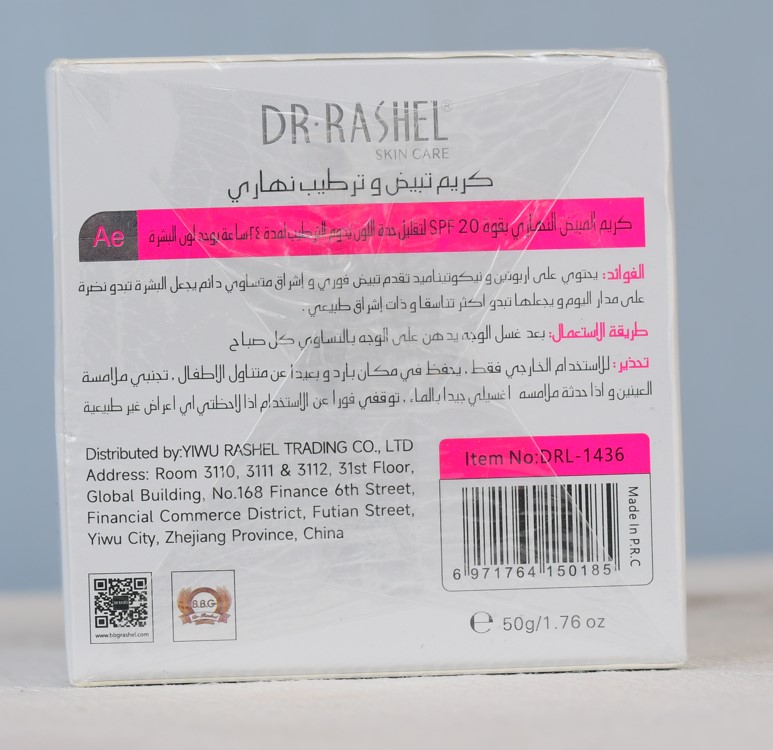 DR·RASHEL®
SKIN CARE
كريم تبيض و ترطيب نهاري
Ae
كريم المبيض النهاري بقوه SPF 20 لتقليل حدة اللون يدوم الترطيب لمدة ٢٤ ساعة يوحد لون البشرة
الفوائد: يحتوي على اربوتين و نيكوتيناميد تقدم تبيض فوري و إشراق متساوي دائم يجعل البشرة تبدو نضرة
على مدار اليوم و يجعلها تبدو اكثر تناسقا و ذات إشراق طبيعي .
طريقة الاستعمال: بعد غسل الوجه يدهن على الوجه بالتساوي كل صباح
تحذير: للاستخدام الخارجي فقط . يحفظ في مكان بارد و بعيدا عن متناول الاطفال . تجنبي ملامسة
العينين و اذا حدثة ملامسه اغسيلي جيدا بالماء . توقفي فورا عن الاستخدام اذا لاحظتي اي اعراض غير طبيعية
Distributed by:YIWU RASHEL TRADING CO., LTD
Address: Room 3110, 3111 & 3112, 31st Floor,
Global Building, No.168 Finance 6th Street,
Financial Commerce District, Futian Street,
Yiwu City, Zhejiang Province, China
Item No:DRL-1436
6 971764 150185
Made In P.R.C
DR.RASHEL
www.bbgrashel.com
B.B.G
Dr. Rashel
℮ 50g/1.76 oz